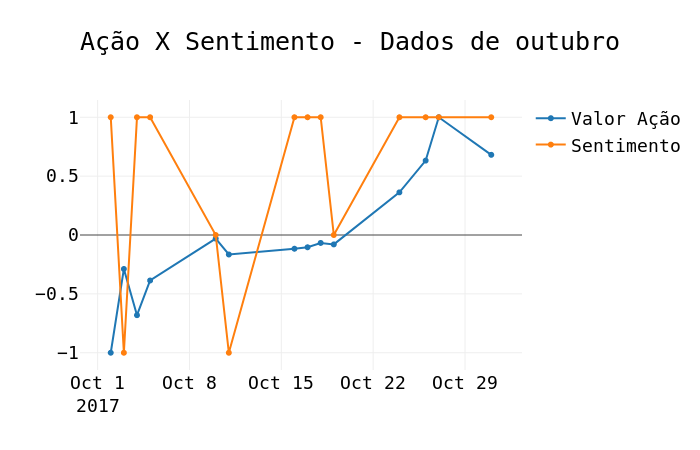 Ação X Sentimento - Dados de outubro
Valor Ação
Sentimento
1
0.5
0
−0.5
−1
Oct 1
2017
Oct 8
Oct 15
Oct 22
Oct 29